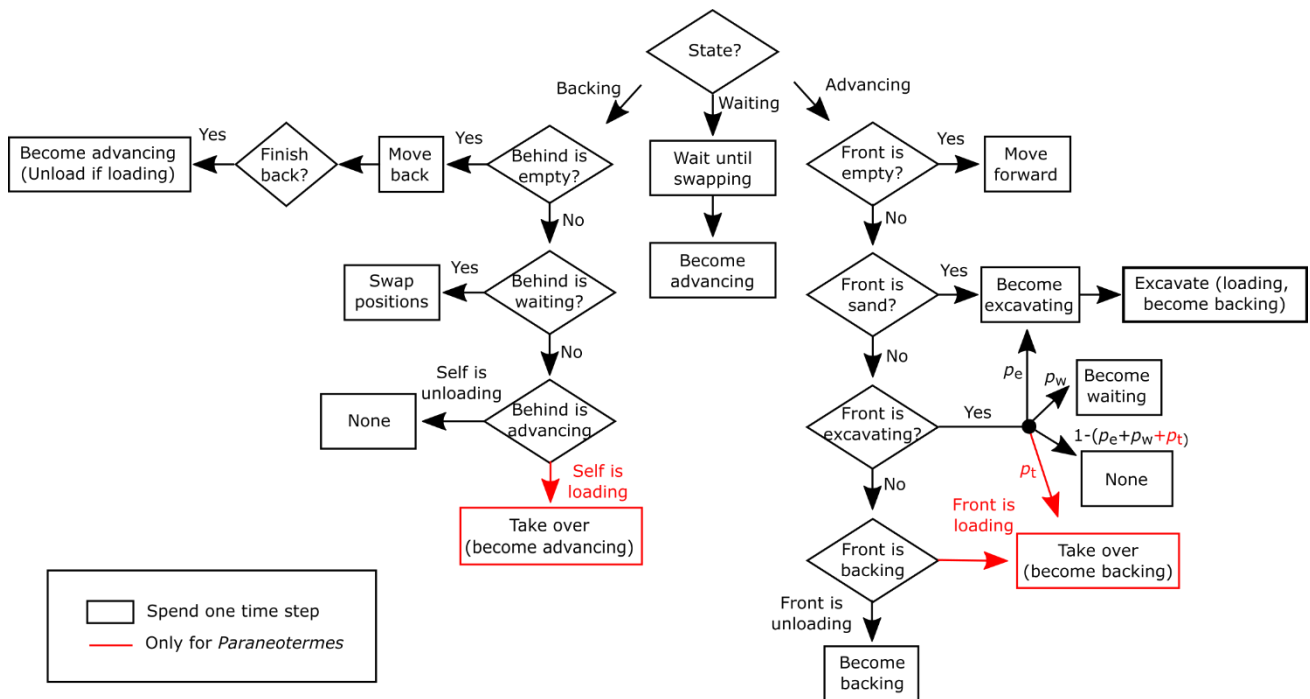 State?
Backing
Waiting
Advancing
Become advancing
(Unload if loading)
Yes
Finish
back?
Move
back
Yes
Behind is
empty?
Wait until
swapping
Front is
empty?
Yes
Move
forward
No
No
Become
advancing
Swap
positions
Yes
Behind is
waiting?
Front is
sand?
Yes
Become
excavating
Excavate (loading,
become backing)
No
No
Self is
unloading
None
Behind is
advancing
Front is
excavating?
Yes
pe
pw
Become
waiting
1-(pe+pw+pt)
None
pt
Self is
loading
Take over
(become advancing)
No
Front is
backing
Front is
loading
Take over
(become backing)
Front is
unloading
Become
backing
Spend one time step
Only for Paraneotermes